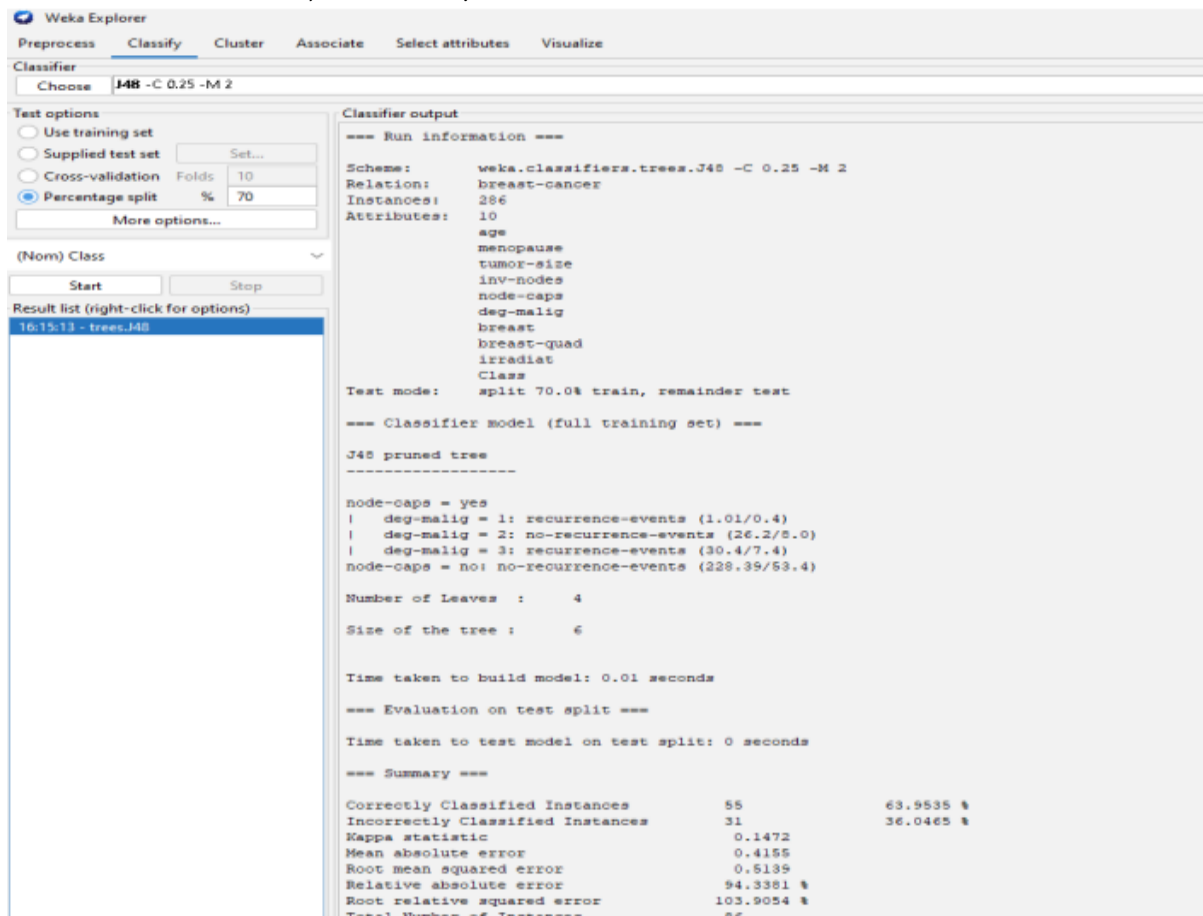 Weka Explorer
Preprocess Classify Cluster Associate Select attributes Visualize
Classifier
Choose J48 -C 0.25 -M 2
Test options
Use training set
Supplied test set Set...
Cross-validation Folds 10
Percentage split % 70
More options...
(Nom) Class
Start Stop
Result list (right-click for options)
16:15:13 - trees.J48
Classifier output
=== Run information ===
Scheme: weka.classifiers.trees.J48 -C 0.25 -M 2
Relation: breast-cancer
Instances: 286
Attributes: 10
age
menopause
tumor-size
inv-nodes
node-caps
deg-malig
breast
breast-quad
irradiat
Class
Test mode: split 70.0% train, remainder test
=== Classifier model (full training set) ===
J48 pruned tree
------------------
node-caps = yes
| deg-malig = 1: recurrence-events (1.01/0.4)
| deg-malig = 2: no-recurrence-events (26.2/8.0)
| deg-malig = 3: recurrence-events (30.4/7.4)
node-caps = no: no-recurrence-events (228.39/53.4)
Number of Leaves : 4
Size of the tree : 6
Time taken to build model: 0.01 seconds
=== Evaluation on test split ===
Time taken to test model on test split: 0 seconds
=== Summary ===
Correctly Classified Instances 55 63.9535 %
Incorrectly Classified Instances 31 36.0465 %
Kappa statistic 0.1472
Mean absolute error 0.4155
Root mean squared error 0.5139
Relative absolute error 94.3381 %
Root relative squared error 103.9054 %
Total Number of Instances 86